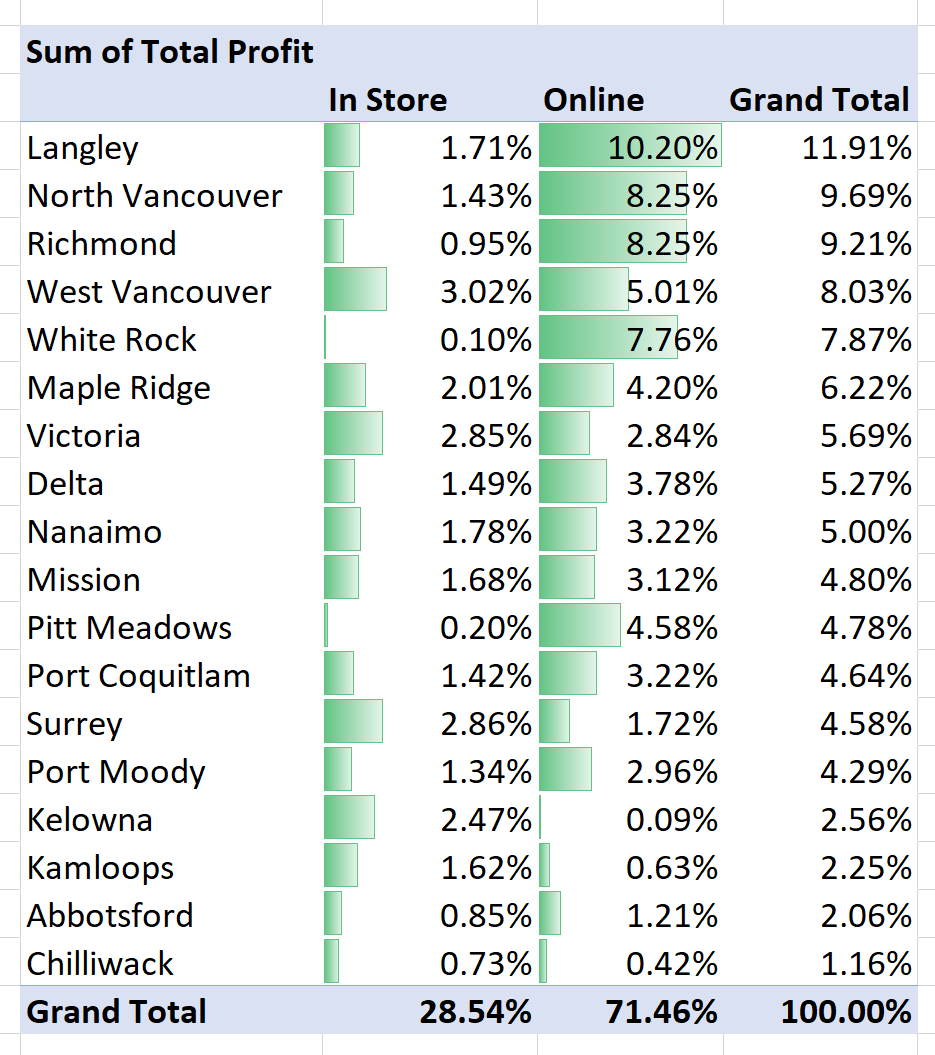 Sum of Total Profit
In Store Online Grand Total
Langley 1.71% 10.20% 11.91%
North Vancouver 1.43% 8.25% 9.69%
Richmond 0.95% 8.25% 9.21%
West Vancouver 3.02% 5.01% 8.03%
White Rock 0.10% 7.76% 7.87%
Maple Ridge 2.01% 4.20% 6.22%
Victoria 2.85% 2.84% 5.69%
Delta 1.49% 3.78% 5.27%
Nanaimo 1.78% 3.22% 5.00%
Mission 1.68% 3.12% 4.80%
Pitt Meadows 0.20% 4.58% 4.78%
Port Coquitlam 1.42% 3.22% 4.64%
Surrey 2.86% 1.72% 4.58%
Port Moody 1.34% 2.96% 4.29%
Kelowna 2.47% 0.09% 2.56%
Kamloops 1.62% 0.63% 2.25%
Abbotsford 0.85% 1.21% 2.06%
Chilliwack 0.73% 0.42% 1.16%
Grand Total 28.54% 71.46% 100.00%